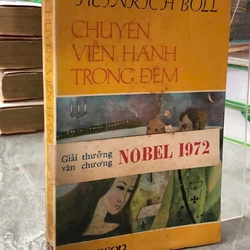 HEINRICH BÖLL
CHUYẾN
VIỄN HÀNH
TRONG ĐÊM
Giải thưởng
văn chương
NOBEL 1972